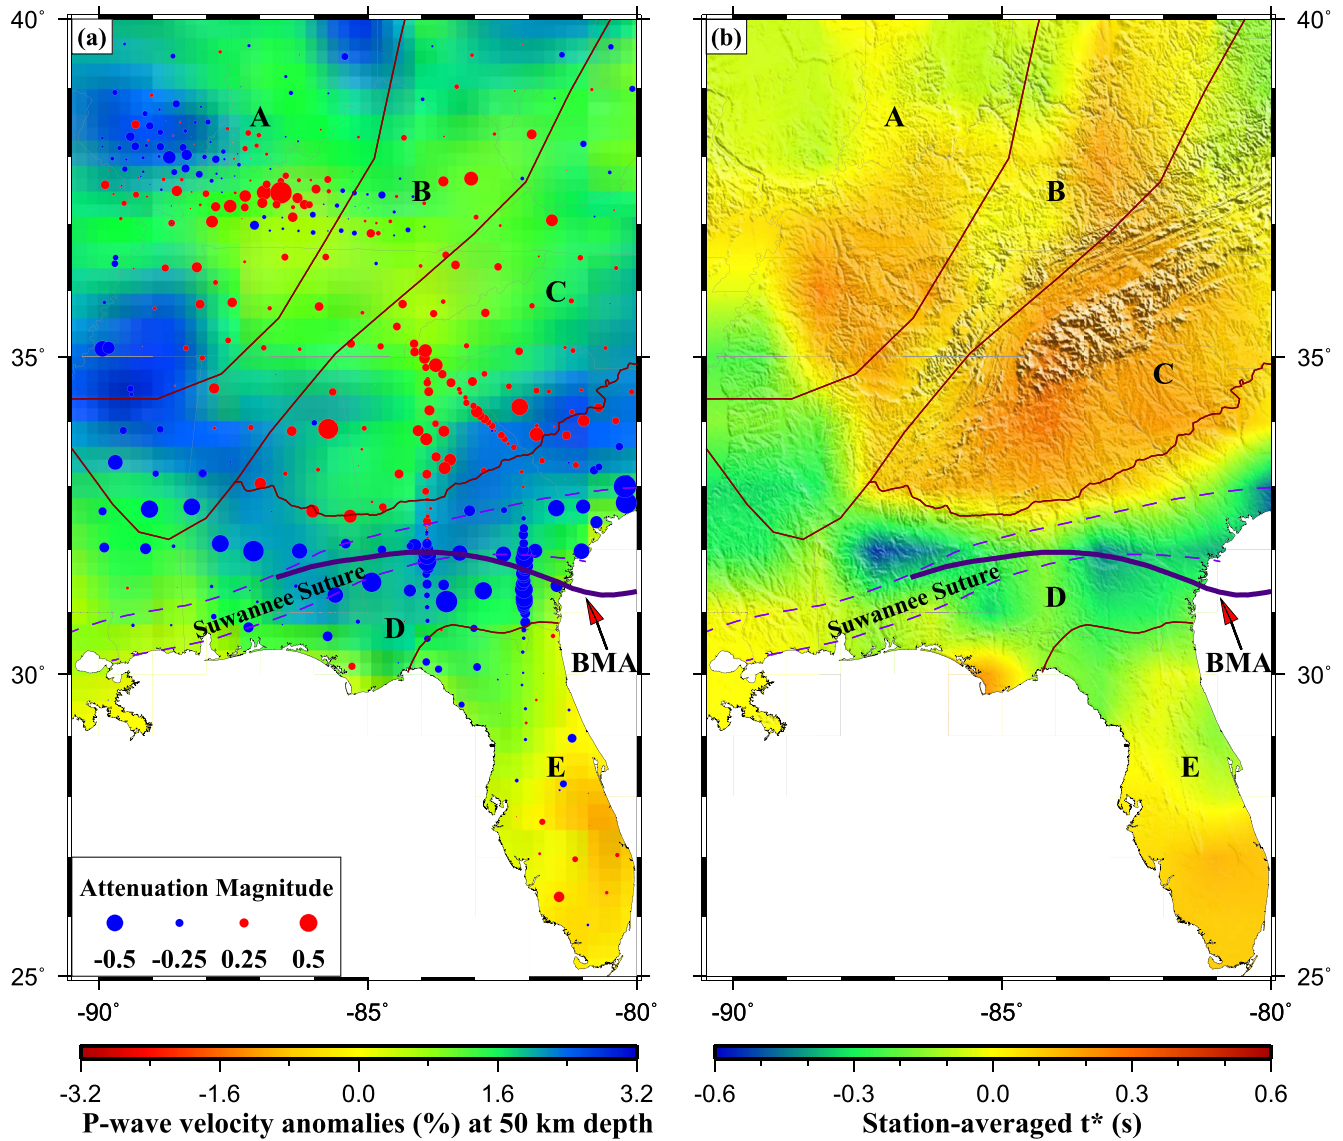 40˚
(a)
A
B
C
35˚
Suwannee Suture
D
BMA
30˚
E
Attenuation Magnitude
-0.5 -0.25 0.25 0.5
25˚
-90˚ -85˚ -80˚
-3.2 -1.6 0.0 1.6 3.2
P-wave velocity anomalies (%) at 50 km depth
(b)
40˚
A
B
C
35˚
Suwannee Suture
D
BMA
30˚
E
25˚
-90˚ -85˚ -80˚
-0.6 -0.3 0.0 0.3 0.6
Station-averaged t* (s)